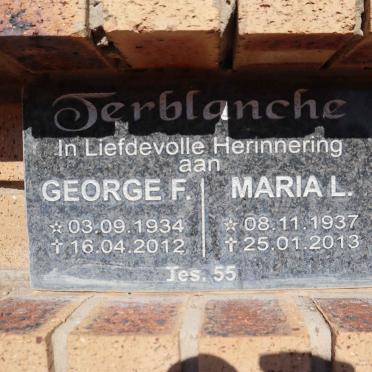 Terblanche
In Liefdevolle Herinnering
aan
GEORGE F. MARIA L.
☆ 03.09.1934 ☆ 08.11.1937
✝ 16.04.2012 ✝ 25.01.2013
Jes. 55